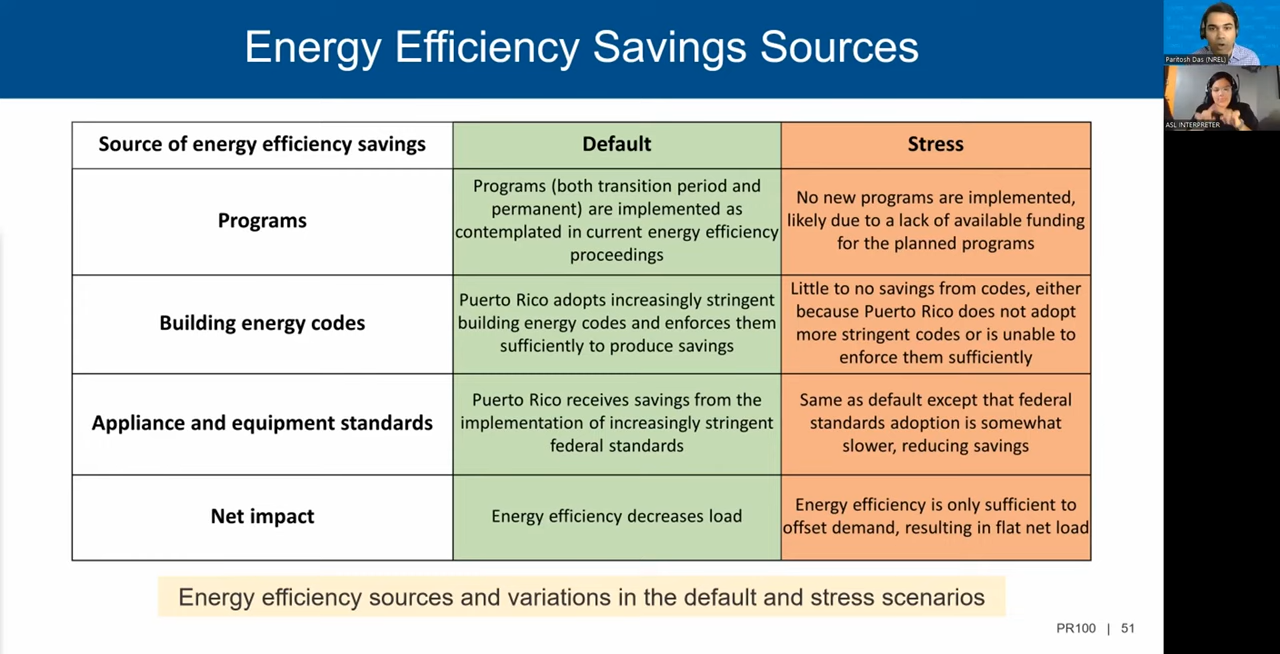 Energy Efficiency Savings Sources
Paritosh Das (NREL)
ASL INTERPRETER
Source of energy efficiency savings
Default
Stress
Programs
Programs (both transition period and
permanent) are implemented as
contemplated in current energy efficiency
proceedings
No new programs are implemented,
likely due to a lack of available funding
for the planned programs
Building energy codes
Puerto Rico adopts increasingly stringent
building energy codes and enforces them
sufficiently to produce savings
Little to no savings from codes, either
because Puerto Rico does not adopt
more stringent codes or is unable to
enforce them sufficiently
Appliance and equipment standards
Puerto Rico receives savings from the
implementation of increasingly stringent
federal standards
Same as default except that federal
standards adoption is somewhat
slower, reducing savings
Net impact
Energy efficiency decreases load
Energy efficiency is only sufficient to
offset demand, resulting in flat net load
Energy efficiency sources and variations in the default and stress scenarios
PR100 | 51